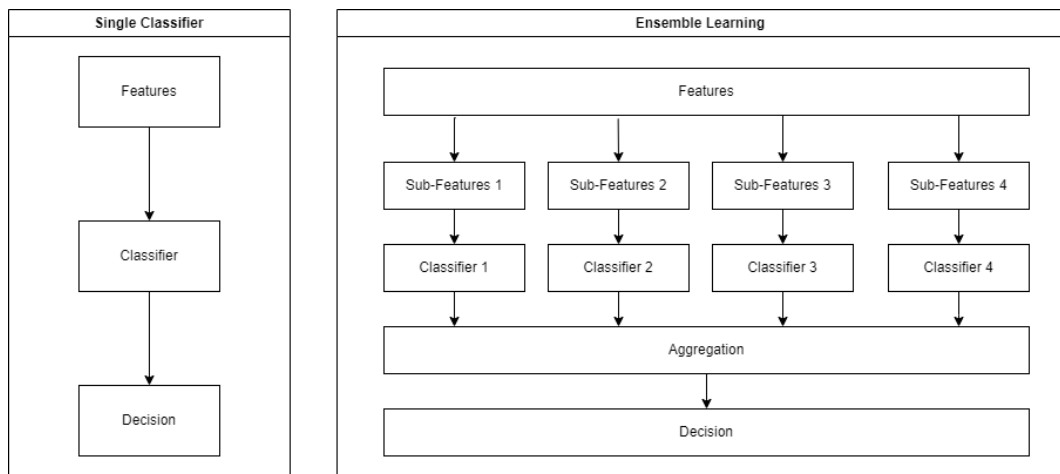 Single Classifier
Features
Classifier
Decision
Ensemble Learning
Features
Sub-Features 1
Sub-Features 2
Sub-Features 3
Sub-Features 4
Classifier 1
Classifier 2
Classifier 3
Classifier 4
Aggregation
Decision